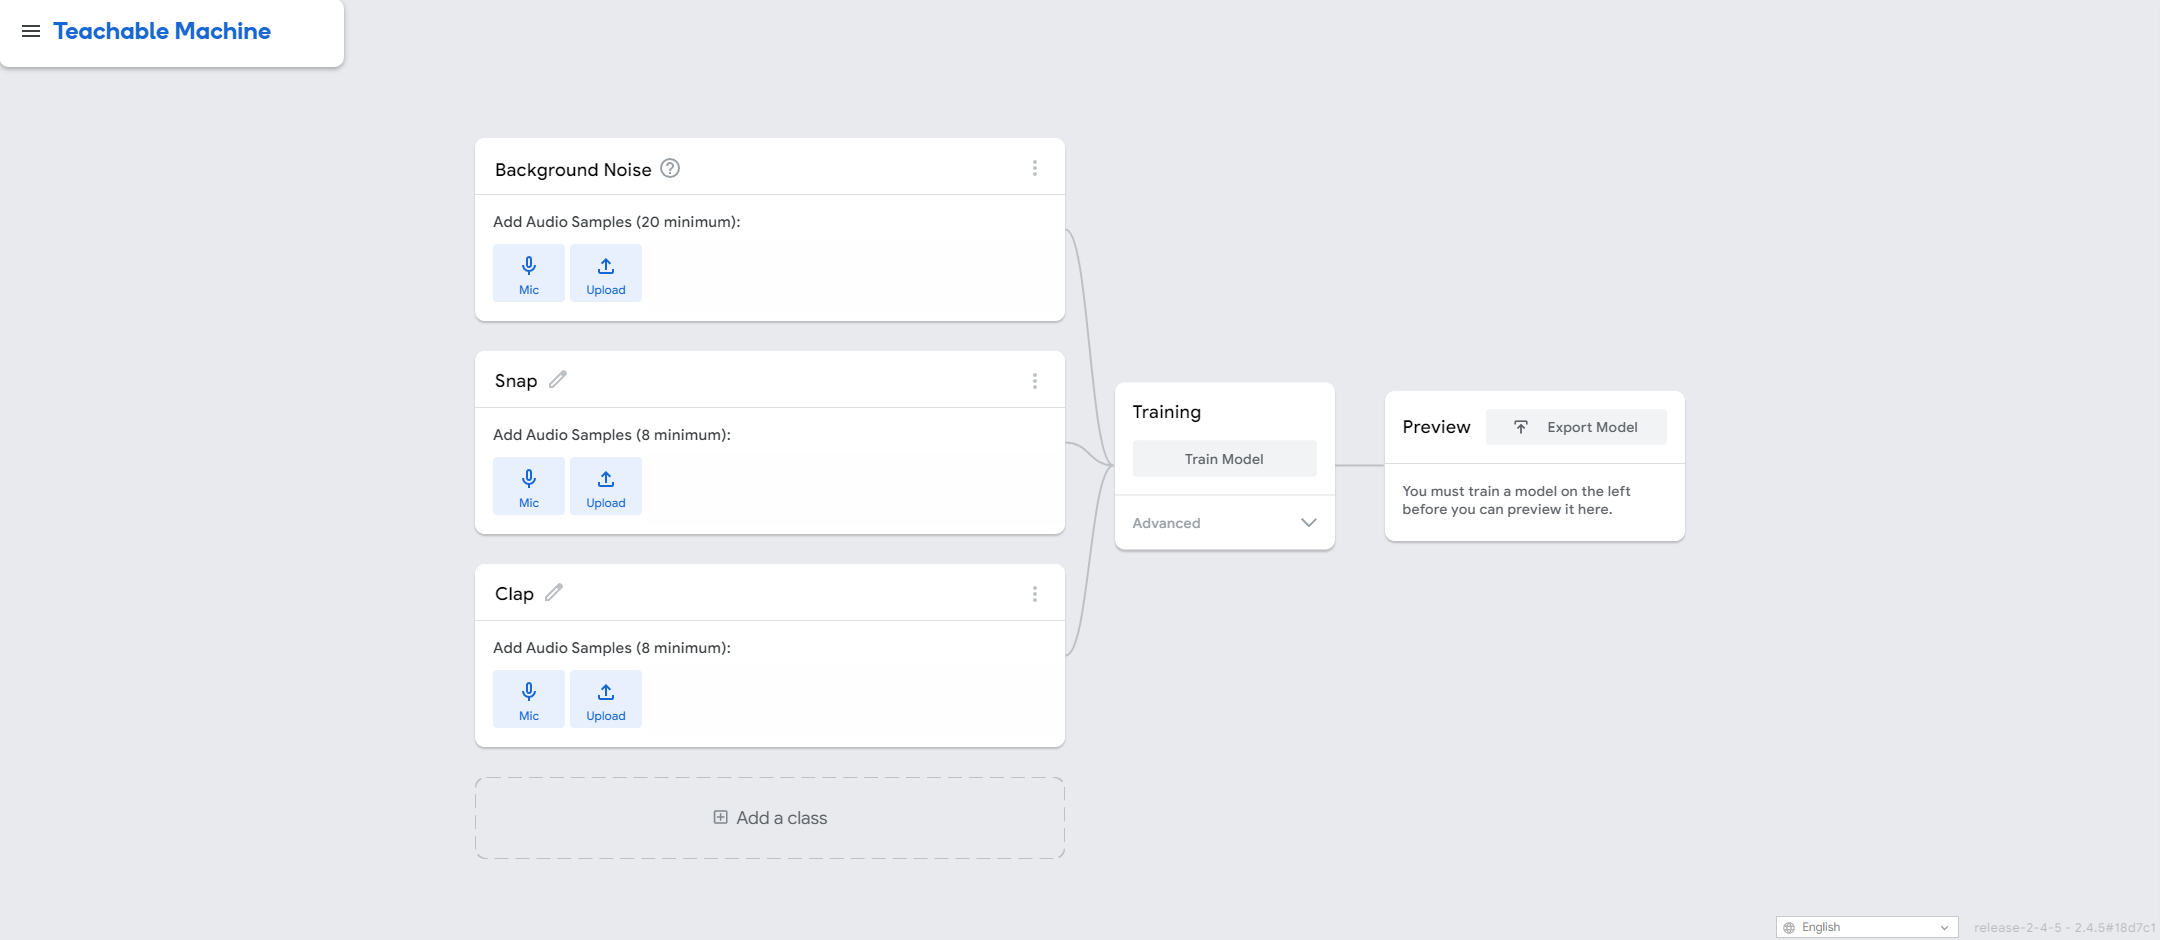 Teachable Machine
Background Noise
Add Audio Samples (20 minimum):
Mic
Upload
Snap
Add Audio Samples (8 minimum):
Mic
Upload
Clap
Add Audio Samples (8 minimum):
Mic
Upload
Add a class
Training
Train Model
Advanced
Preview
Export Model
You must train a model on the left
before you can preview it here.
English
release-2-4-5 - 2.4.5#18d7c1